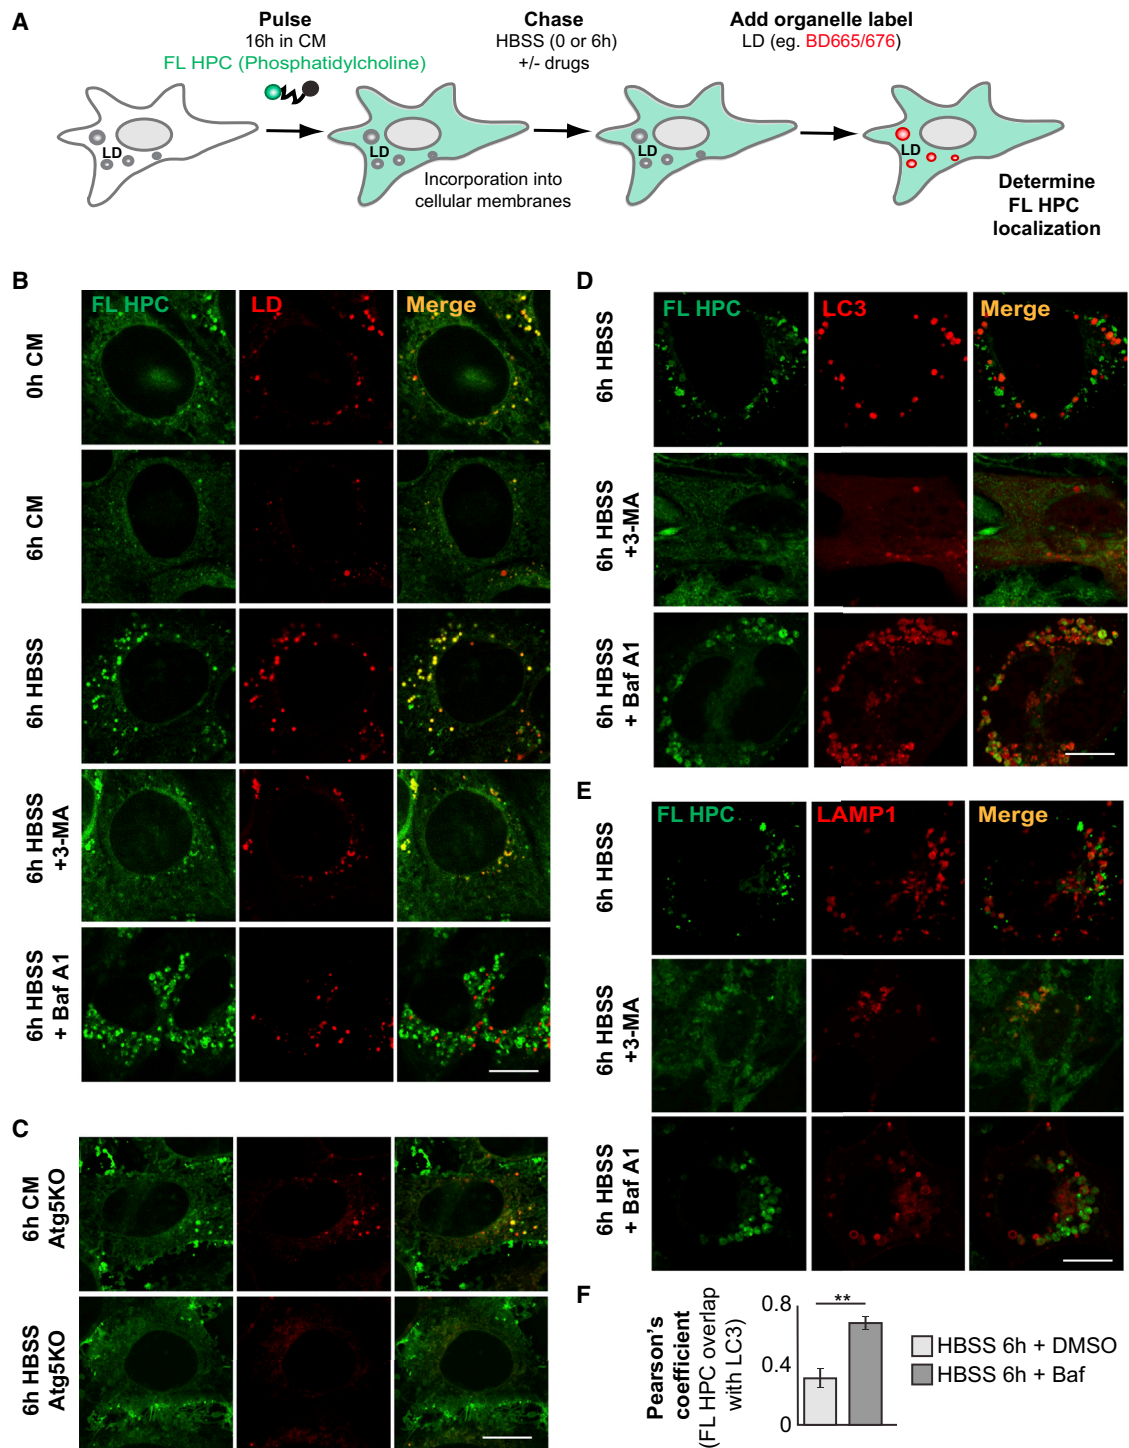 A
Pulse
16h in CM
FL HPC (Phosphatidylcholine)
Chase
HBSS (0 or 6h)
+/- drugs
Add organelle label
LD (eg. BD665/676)
LD
LD
LD
LD
Incorporation into
cellular membranes
Determine
FL HPC
localization
B
FL HPC
LD
Merge
0h CM
6h CM
6h HBSS
6h HBSS
+3-MA
6h HBSS
+ Baf A1
C
6h CM
Atg5KO
6h HBSS
Atg5KO
D
FL HPC
LC3
Merge
6h HBSS
6h HBSS
+3-MA
6h HBSS
+ Baf A1
E
FL HPC
LAMP1
Merge
6h HBSS
6h HBSS
+3-MA
6h HBSS
+ Baf A1
F
Pearson's
coefficient
(FL HPC overlap
with LC3)
0.8
0.4
0
**
HBSS 6h + DMSO
HBSS 6h + Baf